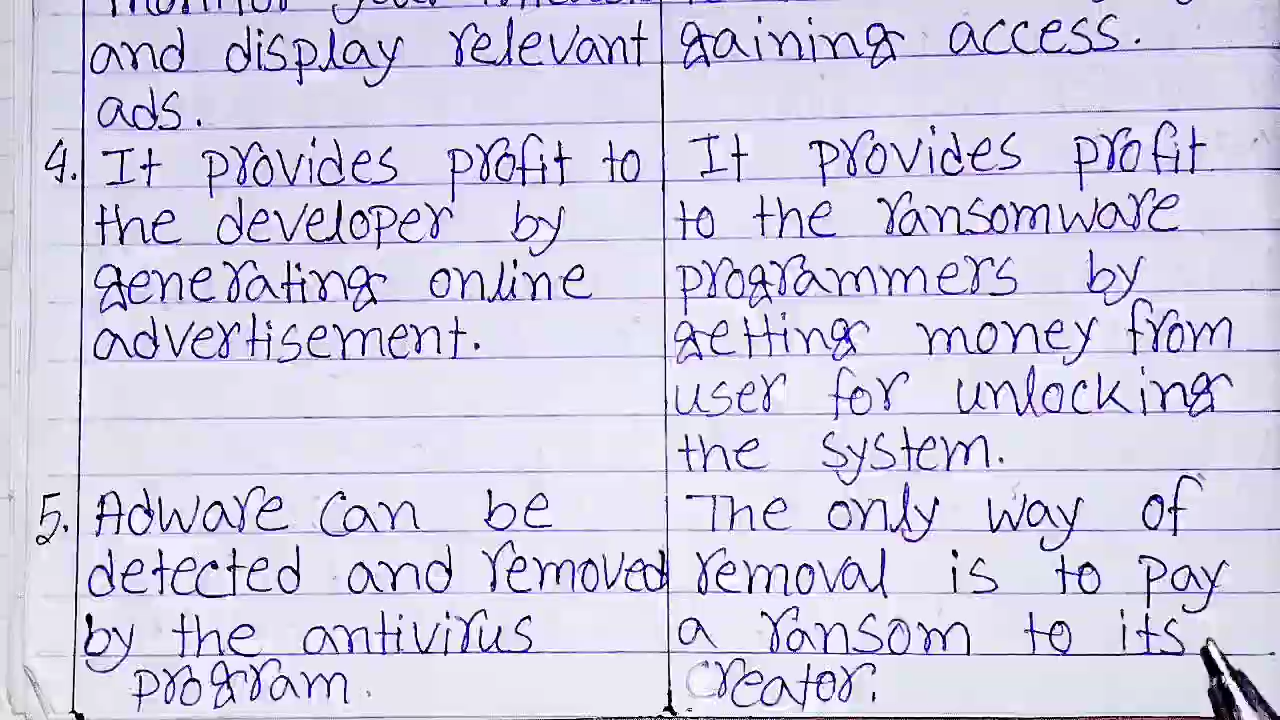 and display relevant
ads.
4. It provides profit to
the developer by
generating online
advertisement.
5. Adware can be
detected and removed
by the antivirus
program.
gaining access.
It provides profit
to the ransomware
programmers by
getting money from
user for unlocking
the system.
The only way of
removal is to pay
a ransom to its
creator.